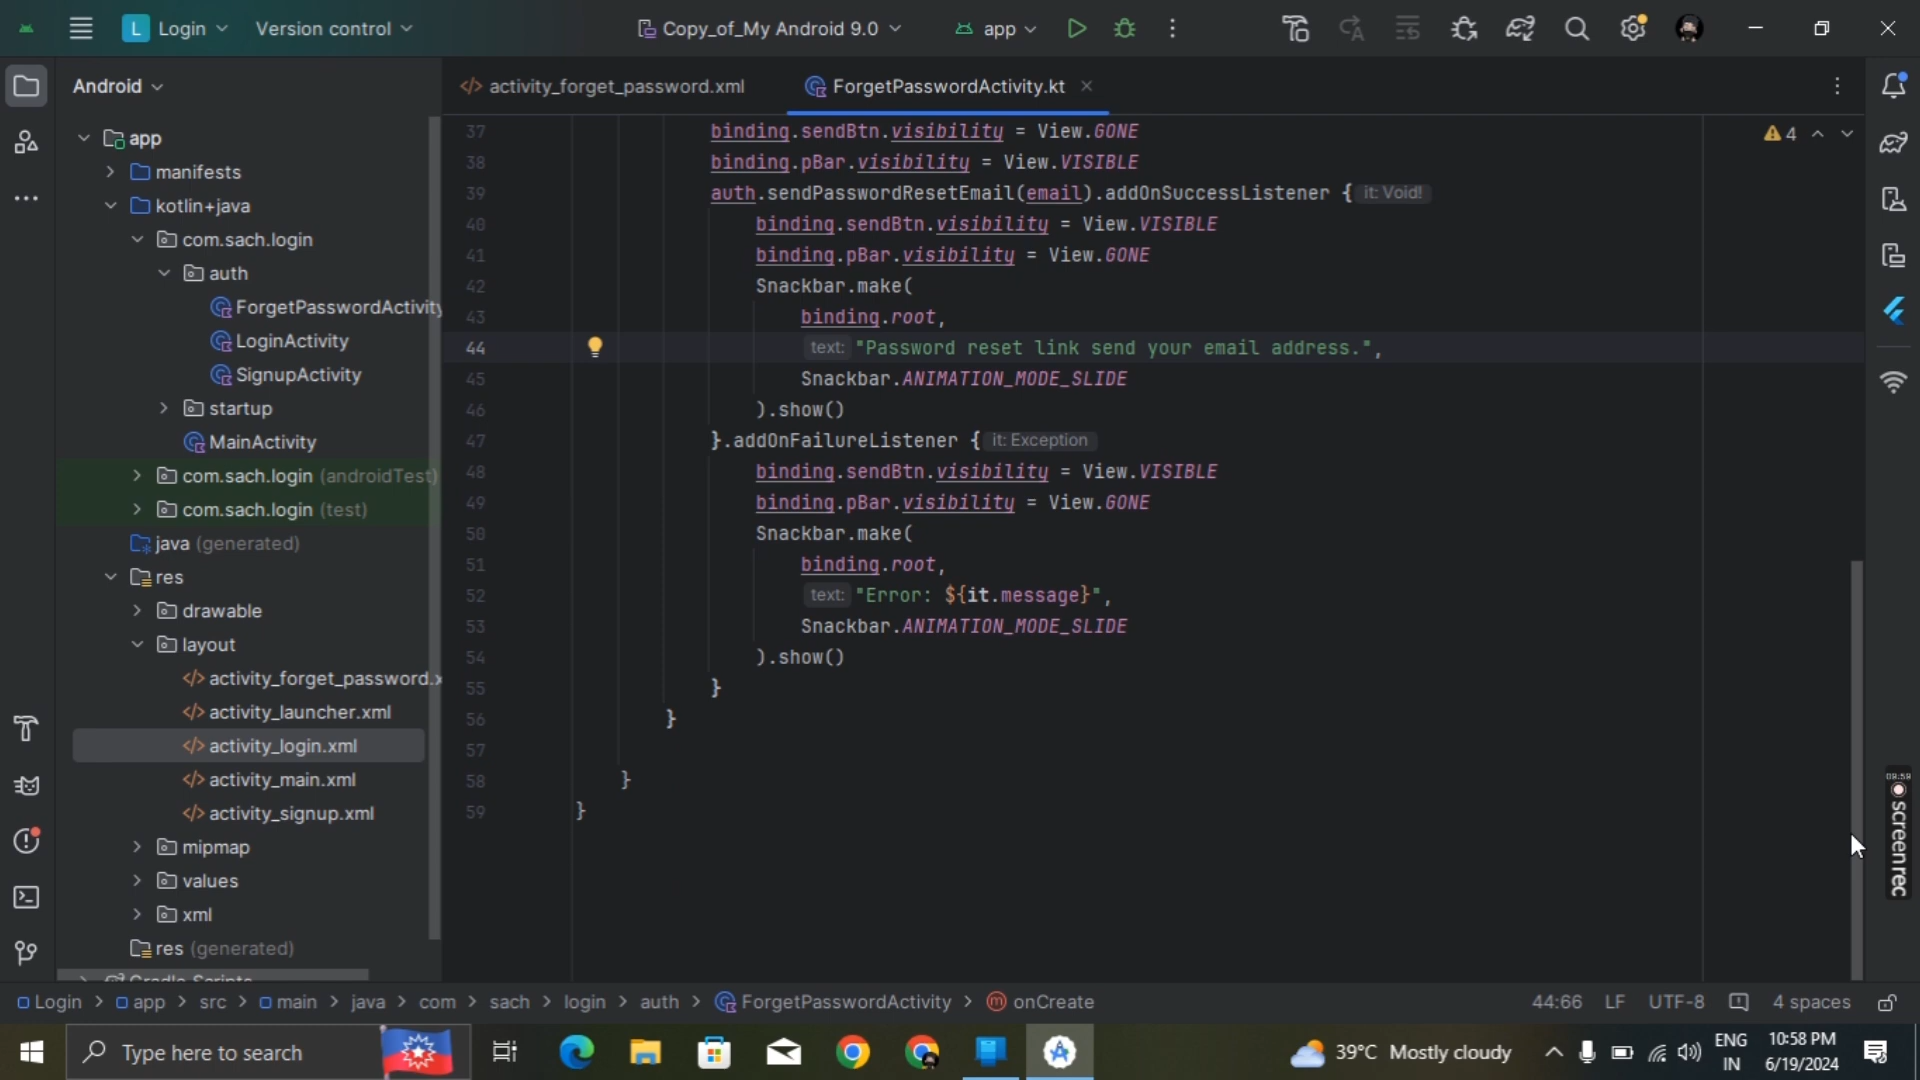 L Login Version control Copy_of_My Android 9.0 app
Android
activity_forget_password.xml ForgetPasswordActivity.kt
app
manifests
kotlin+java
com.sach.login
auth
ForgetPasswordActivity
LoginActivity
SignupActivity
startup
MainActivity
com.sach.login (androidTest)
com.sach.login (test)
java (generated)
res
drawable
layout
activity_forget_password.x
activity_launcher.xml
activity_login.xml
activity_main.xml
activity_signup.xml
mipmap
values
xml
res (generated)
Gradle Scripts
4
37 binding.sendBtn.visibility = View.GONE
38 binding.pBar.visibility = View.VISIBLE
39 auth.sendPasswordResetEmail(email).addOnSuccessListener { it: Void!
40 binding.sendBtn.visibility = View.VISIBLE
41 binding.pBar.visibility = View.GONE
42 Snackbar.make(
43 binding.root,
44 text: "Password reset link send your email address.",
45 Snackbar.ANIMATION_MODE_SLIDE
46 ).show()
47 }.addOnFailureListener { it: Exception
48 binding.sendBtn.visibility = View.VISIBLE
49 binding.pBar.visibility = View.GONE
50 Snackbar.make(
51 binding.root,
52 text: "Error: ${it.message}",
53 Snackbar.ANIMATION_MODE_SLIDE
54 ).show()
55 }
56 }
57
58 }
59 }
09:59
screenrec
Login > app > src > main > java > com > sach > login > auth > ForgetPasswordActivity > m onCreate
44:66 LF UTF-8 4 spaces
Type here to search
39°C Mostly cloudy
ENG
IN
10:58 PM
6/19/2024